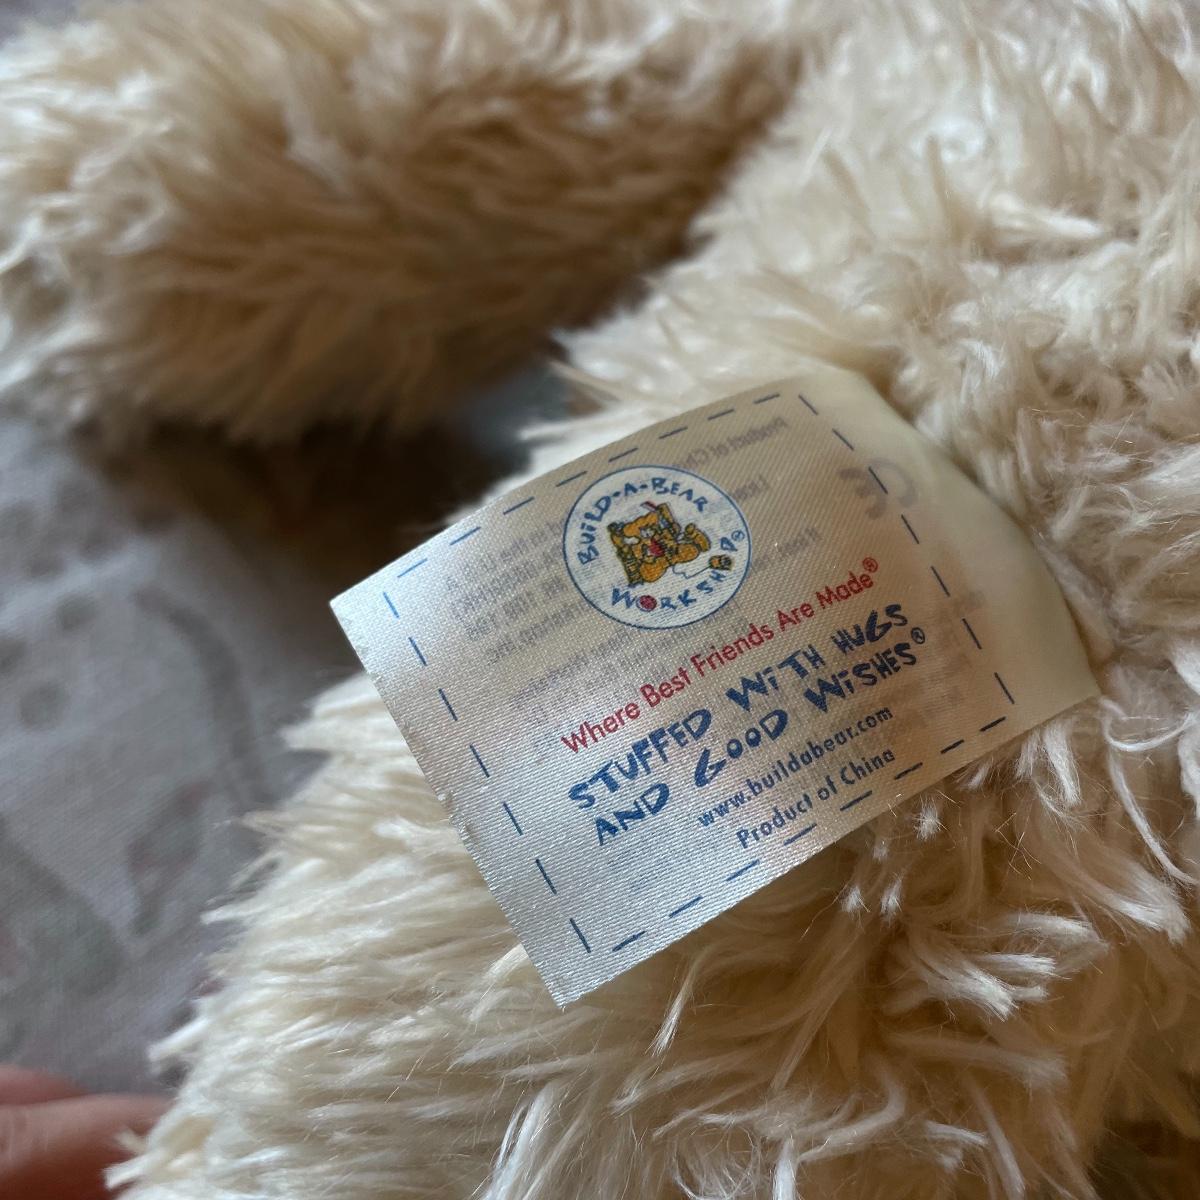 BUILD-A-BEAR
WORKSHOP®
Where Best Friends Are Made®
STUFFED WITH HUGS
AND GOOD WISHES®
www.buildabear.com
Product of China
CE